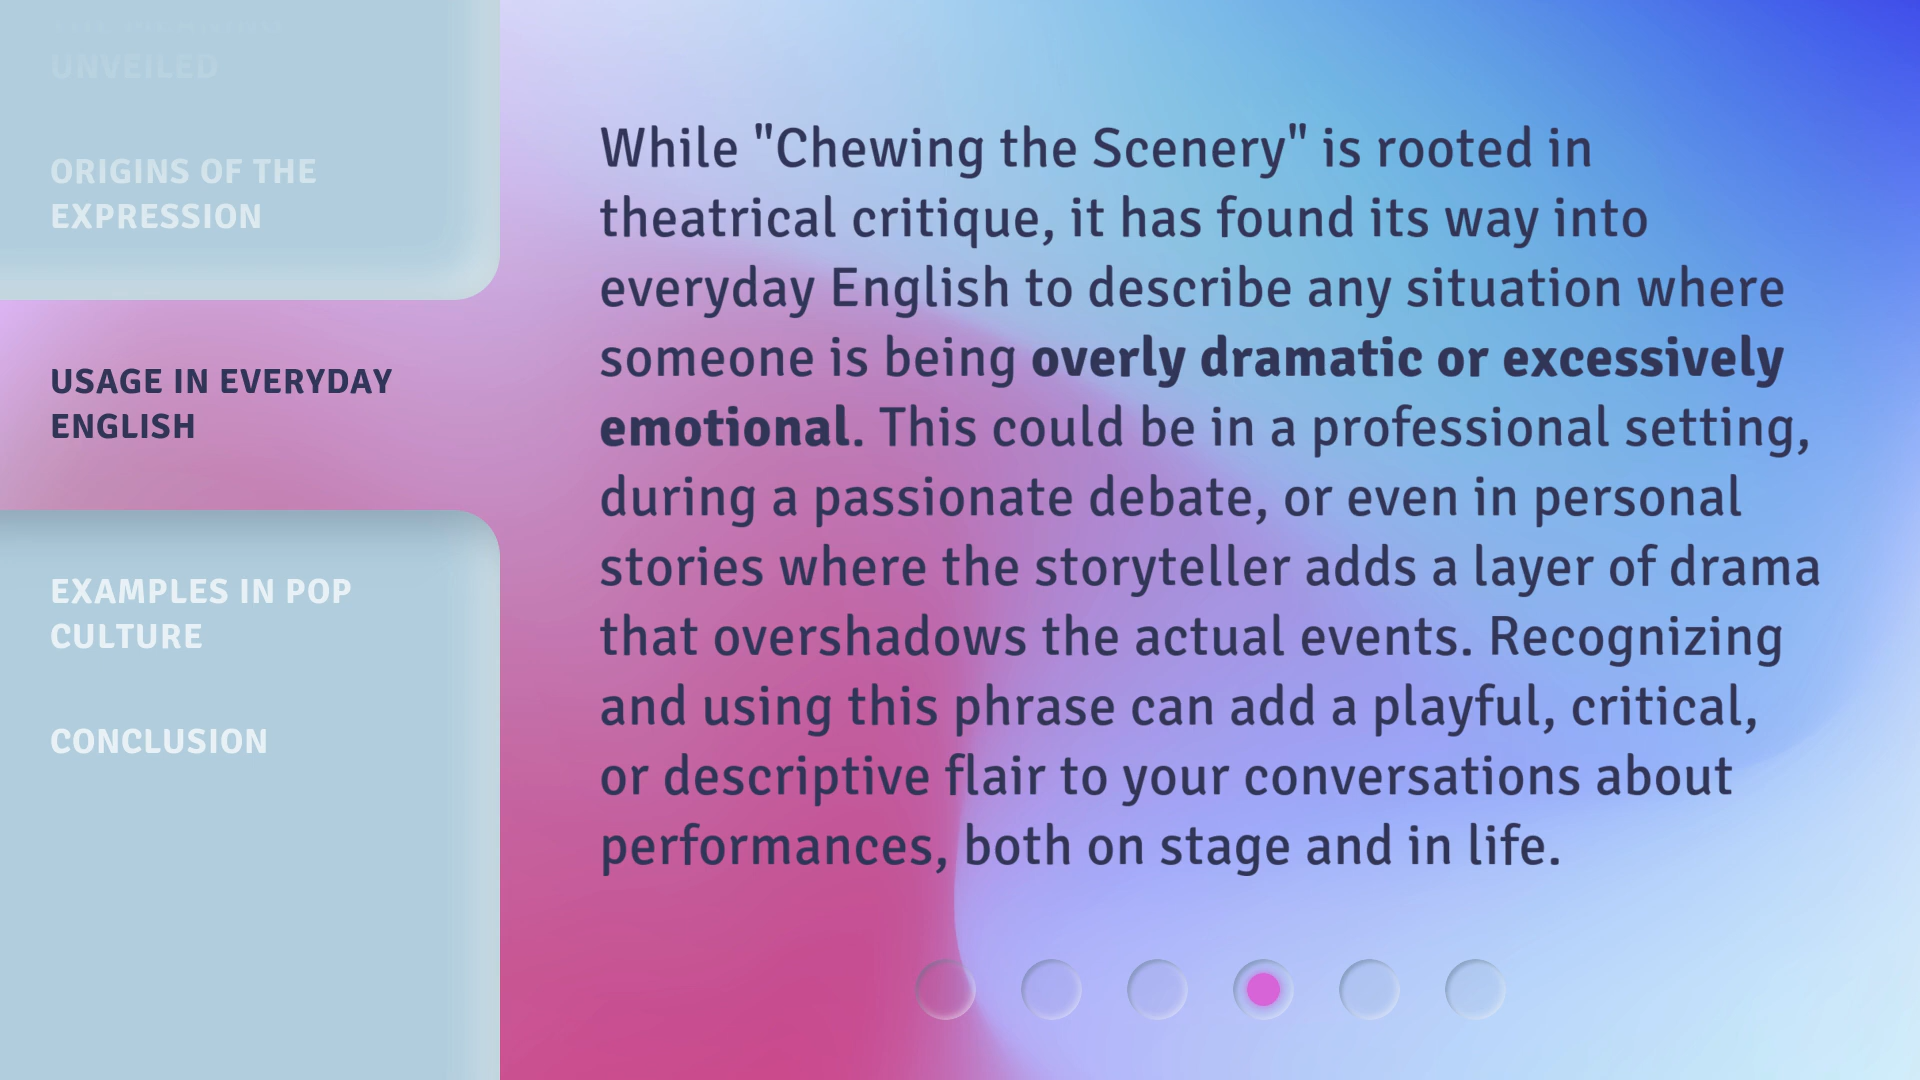 UNVEILED
ORIGINS OF THE
EXPRESSION
USAGE IN EVERYDAY
ENGLISH
EXAMPLES IN POP
CULTURE
CONCLUSION
While "Chewing the Scenery" is rooted in
theatrical critique, it has found its way into
everyday English to describe any situation where
someone is being overly dramatic or excessively
emotional. This could be in a professional setting,
during a passionate debate, or even in personal
stories where the storyteller adds a layer of drama
that overshadows the actual events. Recognizing
and using this phrase can add a playful, critical,
or descriptive flair to your conversations about
performances, both on stage and in life.